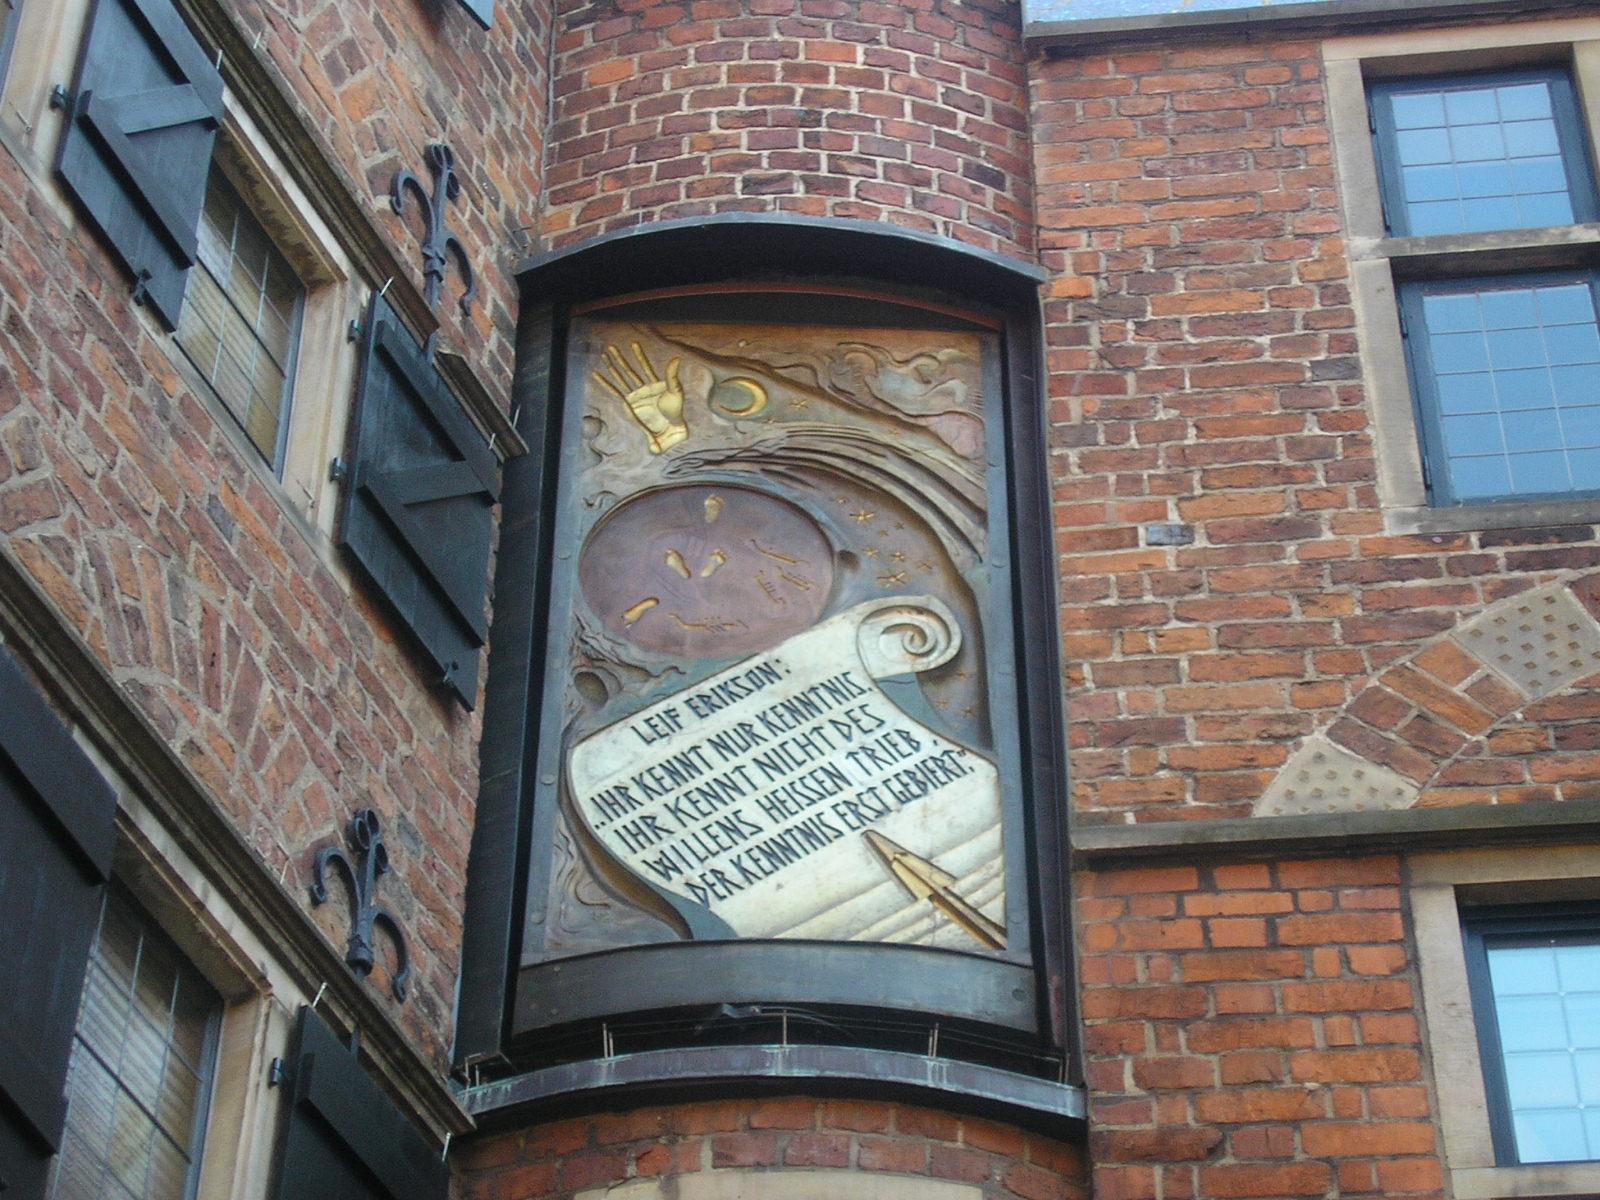 LEIF ERIKSON:
„IHR KENNT NUR KENNTNIS.
IHR KENNT NICHT DES
WILLENS HEISSEN TRIEB,
DER KENNTNIS ERST GEBIERT."